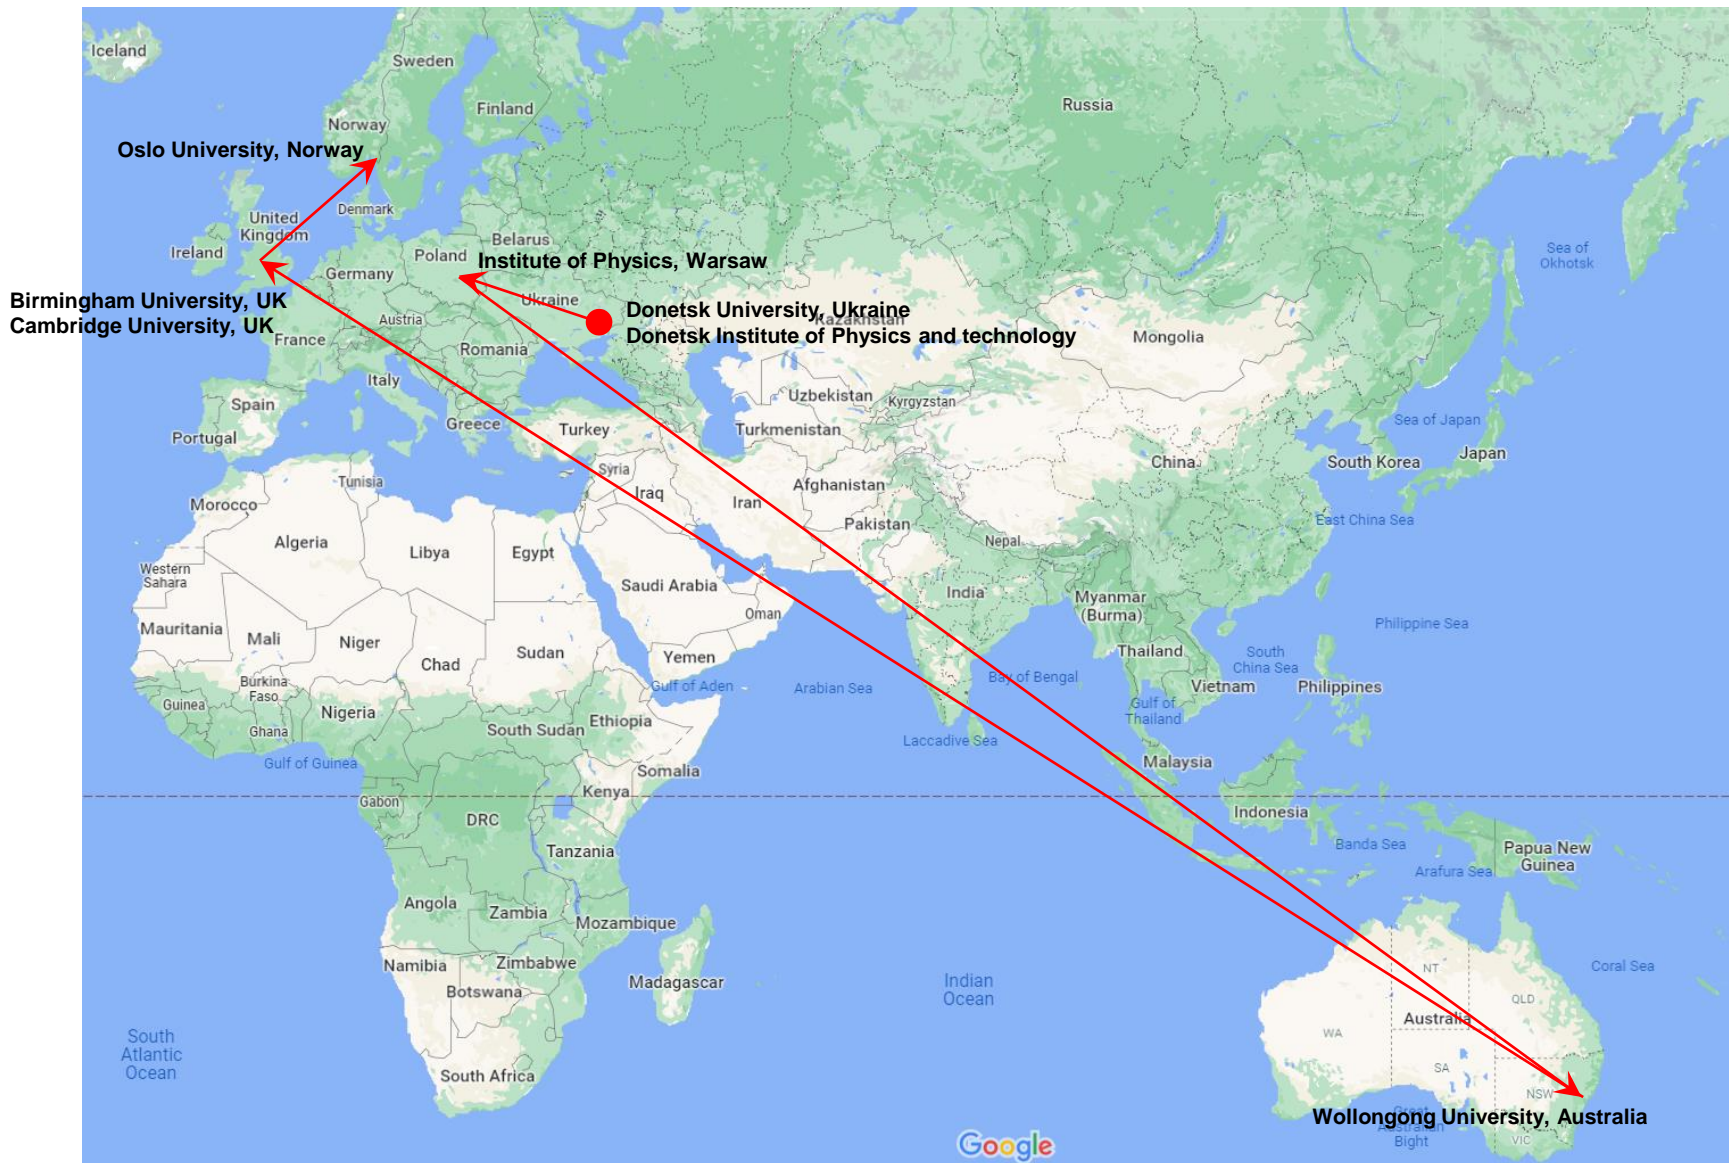 Iceland
Sweden
Finland
Norway
Russia
Oslo University, Norway
Denmark
United
Kingdom
Ireland
Belarus
Poland
Institute of Physics, Warsaw
Germany
Sea of
Okhotsk
Birmingham University, UK
Cambridge University, UK
Ukraine
Donetsk University, Ukraine
Kazakhstan
Donetsk Institute of Physics and technology
Austria
France
Romania
Mongolia
Italy
Spain
Uzbekistan
Kyrgyzstan
Portugal
Greece
Turkey
Turkmenistan
Sea of Japan
Japan
Syria
Tunisia
China
South Korea
Morocco
Iraq
Iran
Afghanistan
Pakistan
East China Sea
Algeria
Libya
Egypt
Nepal
Western
Sahara
Saudi Arabia
India
Myanmar
(Burma)
Oman
Mauritania
Mali
Niger
Chad
Sudan
Yemen
Thailand
South
China Sea
Philippine Sea
Burkina
Faso
Gulf of Aden
Arabian Sea
Bay of Bengal
Vietnam
Philippines
Guinea
Nigeria
Ghana
South Sudan
Ethiopia
Gulf of
Thailand
Laccadive Sea
Gulf of Guinea
Somalia
Malaysia
Kenya
Gabon
DRC
Indonesia
Tanzania
Banda Sea
Papua New
Guinea
Arafura Sea
Angola
Zambia
Mozambique
Namibia
Zimbabwe
Botswana
Madagascar
Indian
Ocean
NT
Coral Sea
QLD
WA
Australia
South
Atlantic
Ocean
South Africa
SA
NSW
Wollongong University, Australia
Great
Australian
Bight
VIC
Google